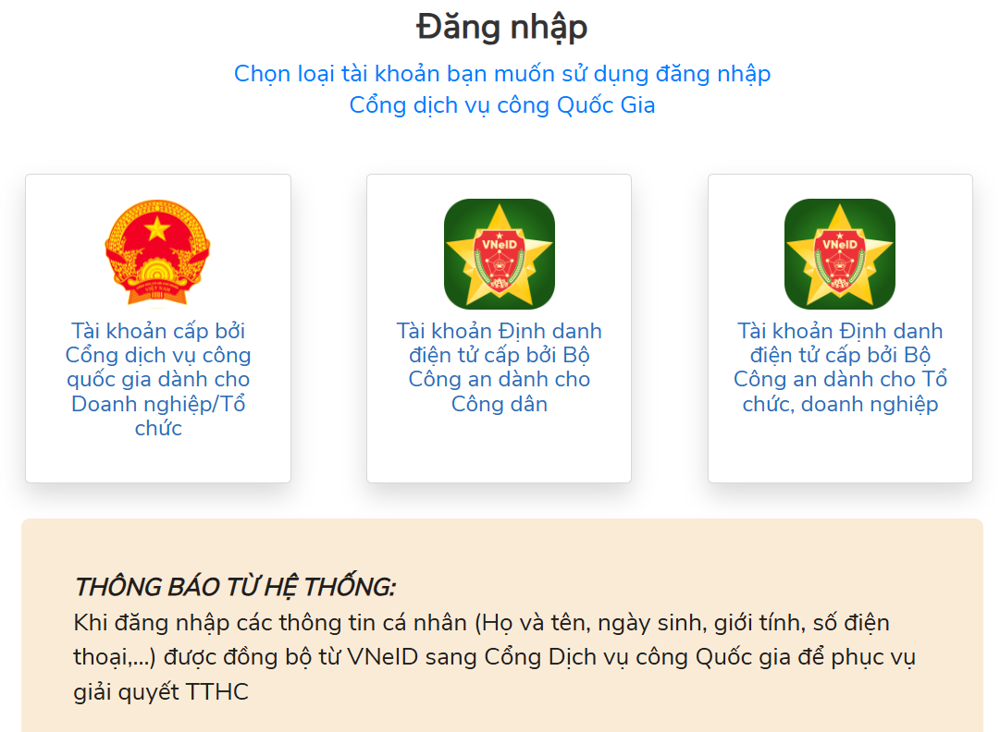 Đăng nhập
Chọn loại tài khoản bạn muốn sử dụng đăng nhập
Cổng dịch vụ công Quốc Gia
VIỆT NAM
VNeID
VNeID
Tài khoản cấp bởi
Cổng dịch vụ công
quốc gia dành cho
Doanh nghiệp/Tổ
chức
Tài khoản Định danh
điện tử cấp bởi Bộ
Công an dành cho
Công dân
Tài khoản Định danh
điện tử cấp bởi Bộ
Công an dành cho Tổ
chức, doanh nghiệp
THÔNG BÁO TỪ HỆ THỐNG:
Khi đăng nhập các thông tin cá nhân (Họ và tên, ngày sinh, giới tính, số điện
thoại,...) được đồng bộ từ VNeID sang Cổng Dịch vụ công Quốc gia để phục vụ
giải quyết TTHC